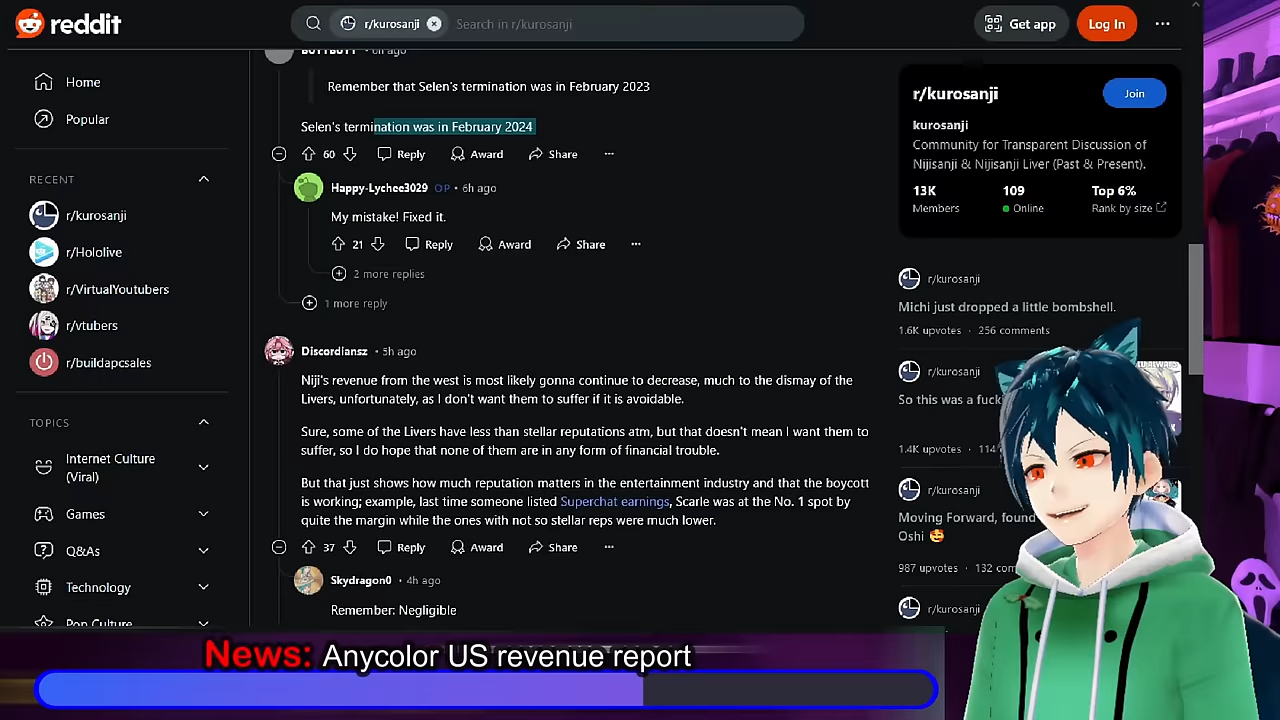 reddit
r/kurosanji
Search in r/kurosanji
Get app
Log In
Home
Popular
RECENT
r/kurosanji
r/Hololive
r/VirtualYoutubers
r/vtubers
r/buildapcsales
TOPICS
Internet Culture
(Viral)
Games
Q&As
Technology
Pop Culture
Remember that Selen's termination was in February 2023
Selen's termination was in February 2024
60
Reply
Award
Share
Happy-Lychee3029 OP • 6h ago
My mistake! Fixed it.
21
Reply
Award
Share
2 more replies
1 more reply
Discordiansz • 5h ago
Niji's revenue from the west is most likely gonna continue to decrease, much to the dismay of the
Livers, unfortunately, as I don't want them to suffer if it is avoidable.
Sure, some of the Livers have less than stellar reputations atm, but that doesn't mean I want them to
suffer, so I do hope that none of them are in any form of financial trouble.
But that just shows how much reputation matters in the entertainment industry and that the boycott
is working; example, last time someone listed Superchat earnings, Scarle was at the No. 1 spot by
quite the margin while the ones with not so stellar reps were much lower.
37
Reply
Award
Share
Skydragon0 • 4h ago
Remember: Negligible
r/kurosanji
Join
kurosanji
Community for Transparent Discussion of
Nijisanji & Nijisanji Liver (Past & Present).
13K
109
Top 6%
Members
Online
Rank by size
r/kurosanji
Michi just dropped a little bombshell.
1.6K upvotes • 256 comments
r/kurosanji
So this was a
1.4K upvotes
r/kurosanji
Moving Forward, found
Oshi 🥰
987 upvotes • 132
r/kurosanji
News: Anycolor US revenue report